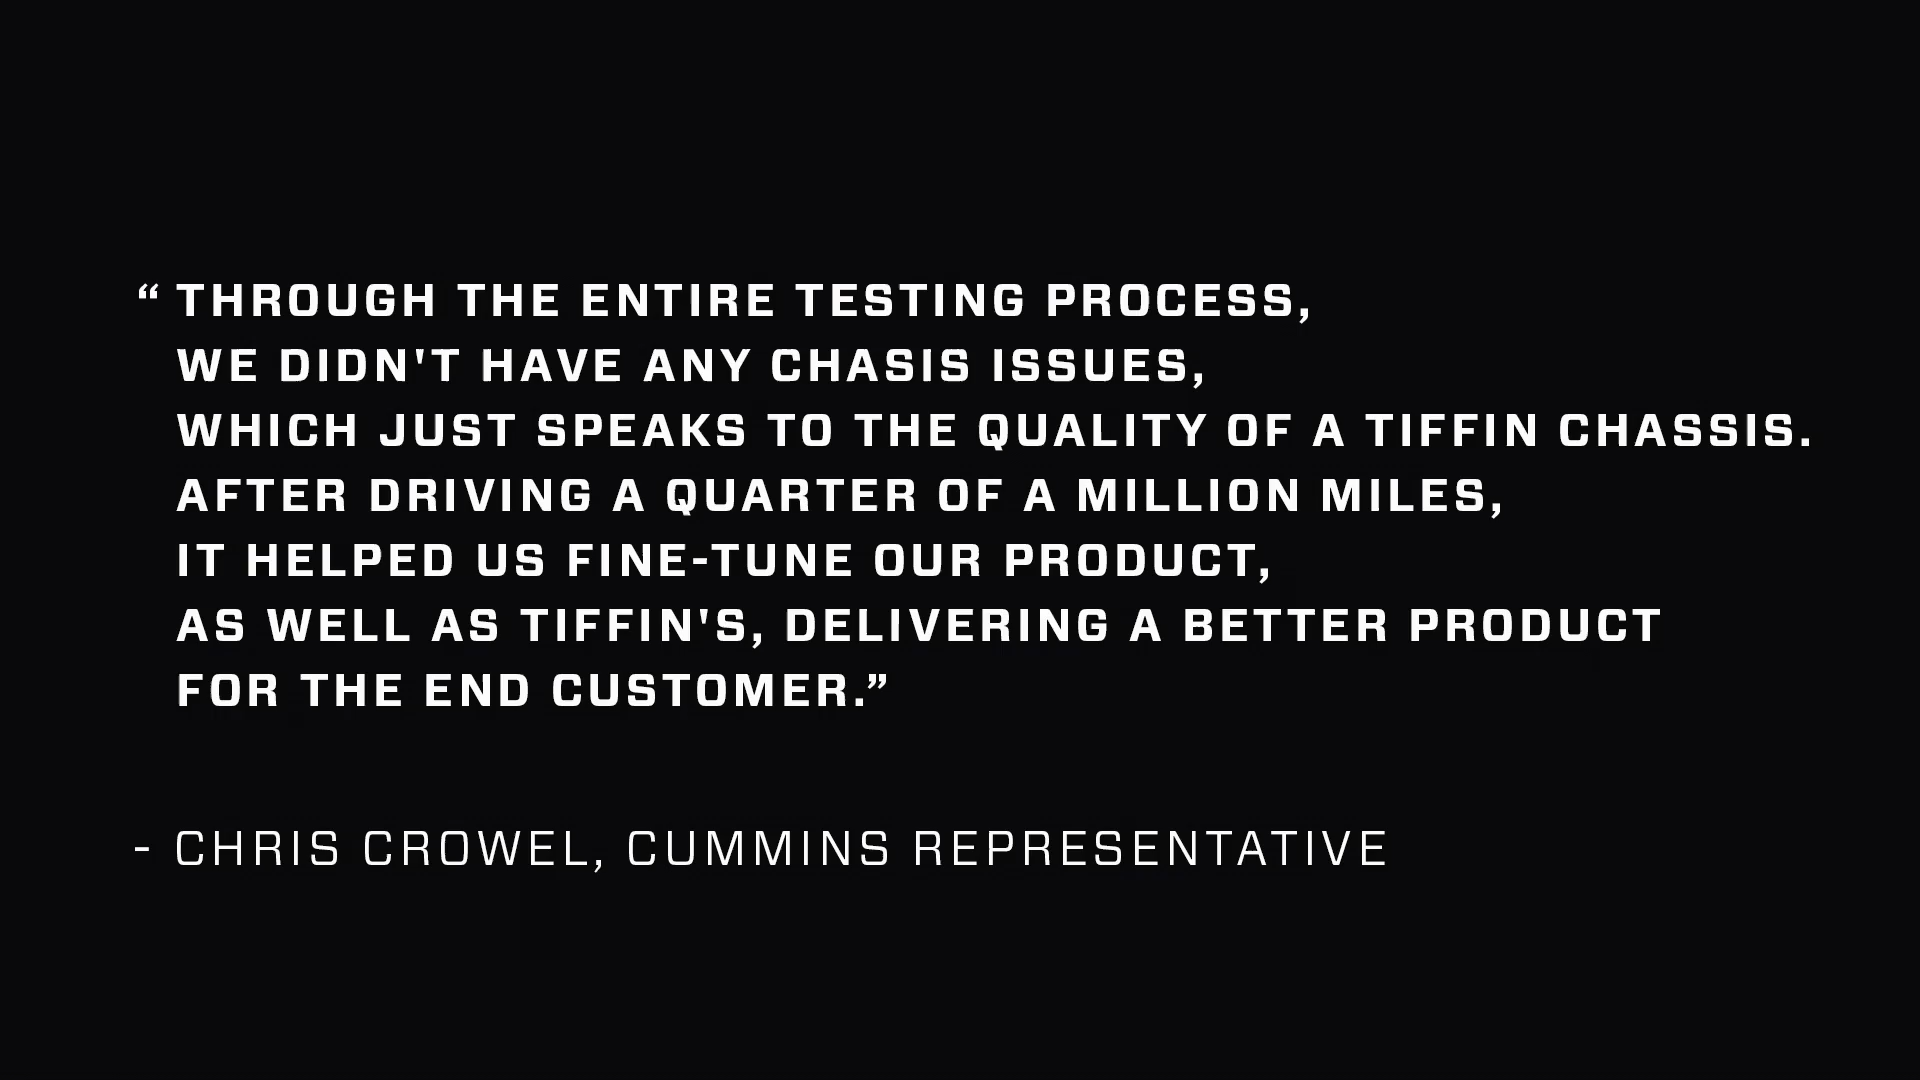 “ THROUGH THE ENTIRE TESTING PROCESS,
WE DIDN'T HAVE ANY CHASIS ISSUES,
WHICH JUST SPEAKS TO THE QUALITY OF A TIFFIN CHASSIS.
AFTER DRIVING A QUARTER OF A MILLION MILES,
IT HELPED US FINE-TUNE OUR PRODUCT,
AS WELL AS TIFFIN'S, DELIVERING A BETTER PRODUCT
FOR THE END CUSTOMER.”
- CHRIS CROWEL, CUMMINS REPRESENTATIVE